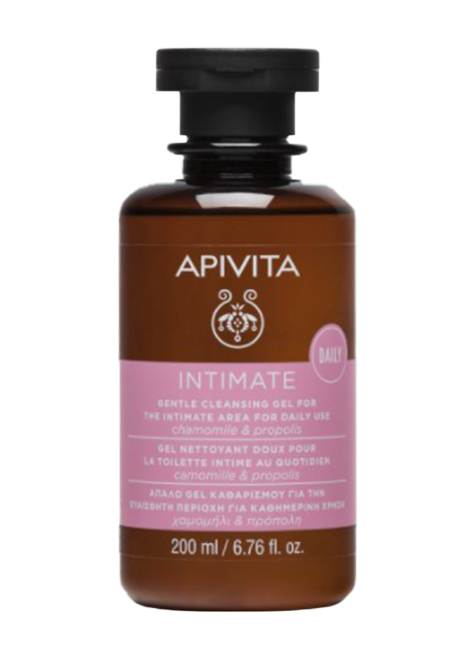 APIVITA
DAILY
INTIMATE
GENTLE CLEANSING GEL FOR
THE INTIMATE AREA FOR DAILY USE
chamomile & propolis
GEL NETTOYANT DOUX POUR
LA TOILETTE INTIME AU QUOTIDIEN
camomille & propolis
ΑΠΑΛΟ GEL ΚΑΘΑΡΙΣΜΟΥ ΓΙΑ ΤΗΝ
ΕΥΑΙΣΘΗΤΗ ΠΕΡΙΟΧΗ ΓΙΑ ΚΑΘΗΜΕΡΙΝΗ ΧΡΗΣΗ
χαμομήλι & πρόπολη
200 ml / 6.76 fl. oz.